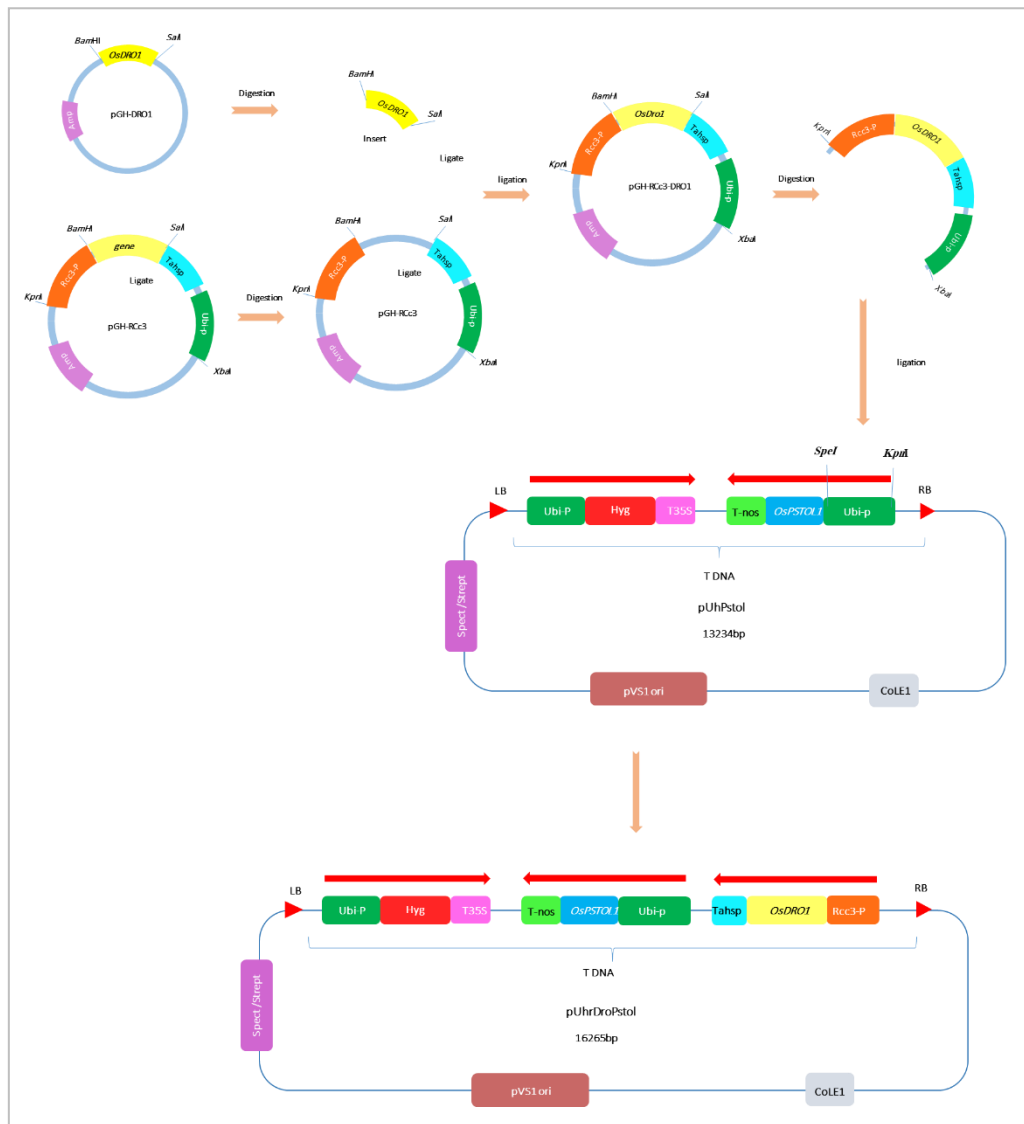 BamHI
SalI
OsDRO1
pGH-DRO1
Amp
Digestion
BamHI
OsDRO1
SalI
Insert
Ligate
BamHI
SalI
gene
Rcc3-P
Tahsp
Ligate
KpnI
pGH-RCc3
Ubi-p
Amp
XbaI
Digestion
BamHI
SalI
Rcc3-P
Tahsp
Ligate
KpnI
pGH-RCc3
Ubi-p
Amp
XbaI
ligation
BamHI
SalI
OsDro1
Rcc3-P
Tahsp
KpnI
pGH-RCc3-DRO1
Ubi-p
Amp
XbaI
Digestion
KpnI
Rcc3-P
OsDRO1
Tahsp
Ubi-p
XbaI
ligation
SpeI
KpnI
LB
RB
Ubi-P
Hyg
T35S
T-nos
OsPSTOL1
Ubi-p
T DNA
pUhPstol
13234bp
Spect /Strept
pVS1 ori
CoLE1
LB
RB
Ubi-P
Hyg
T35S
T-nos
OsPSTOL1
Ubi-p
Tahsp
OsDRO1
Rcc3-P
T DNA
pUhrDroPstol
16265bp
Spect /Strept
pVS1 ori
CoLE1